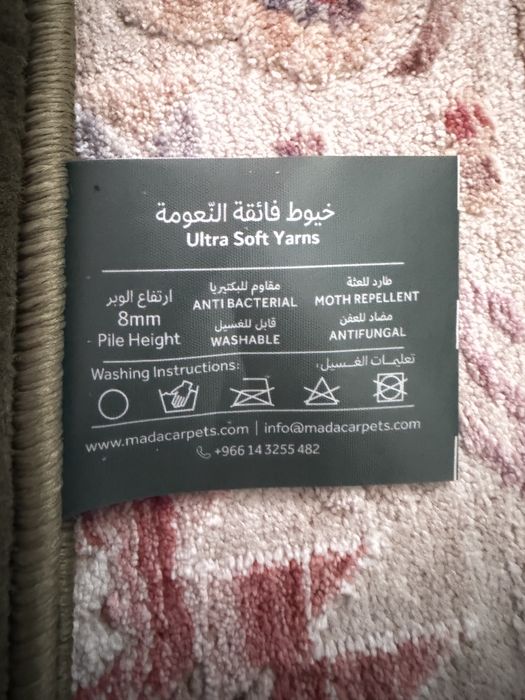 خيوط فائقة النّعومة
Ultra Soft Yarns
ارتفاع الوبر
8mm
Pile Height
مقاوم للبكتيريا
ANTI BACTERIAL
قابل للغسيل
WASHABLE
طارد للعثة
MOTH REPELLENT
مضاد للعفن
ANTIFUNGAL
Washing Instructions: تعليمـات الغـسيل:
www.madacarpets.com | info@madacarpets.com
+966 14 3255 482